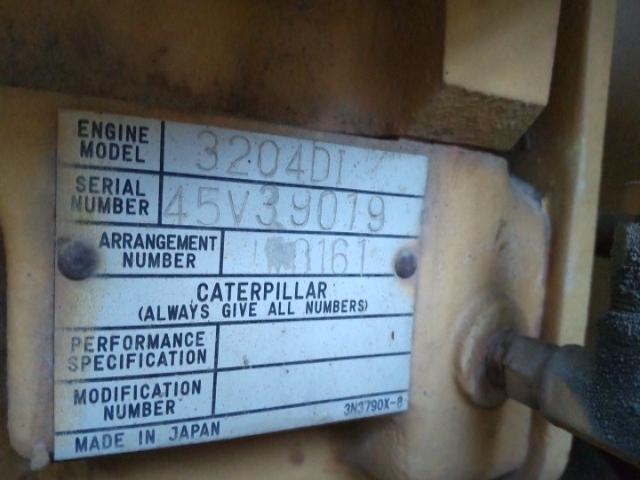 ENGINE MODEL 3204DI
SERIAL NUMBER 45V39019
ARRANGEMENT NUMBER
CATERPILLAR
(ALWAYS GIVE ALL NUMBERS)
PERFORMANCE SPECIFICATION
MODIFICATION NUMBER
3N3790X-8
MADE IN JAPAN